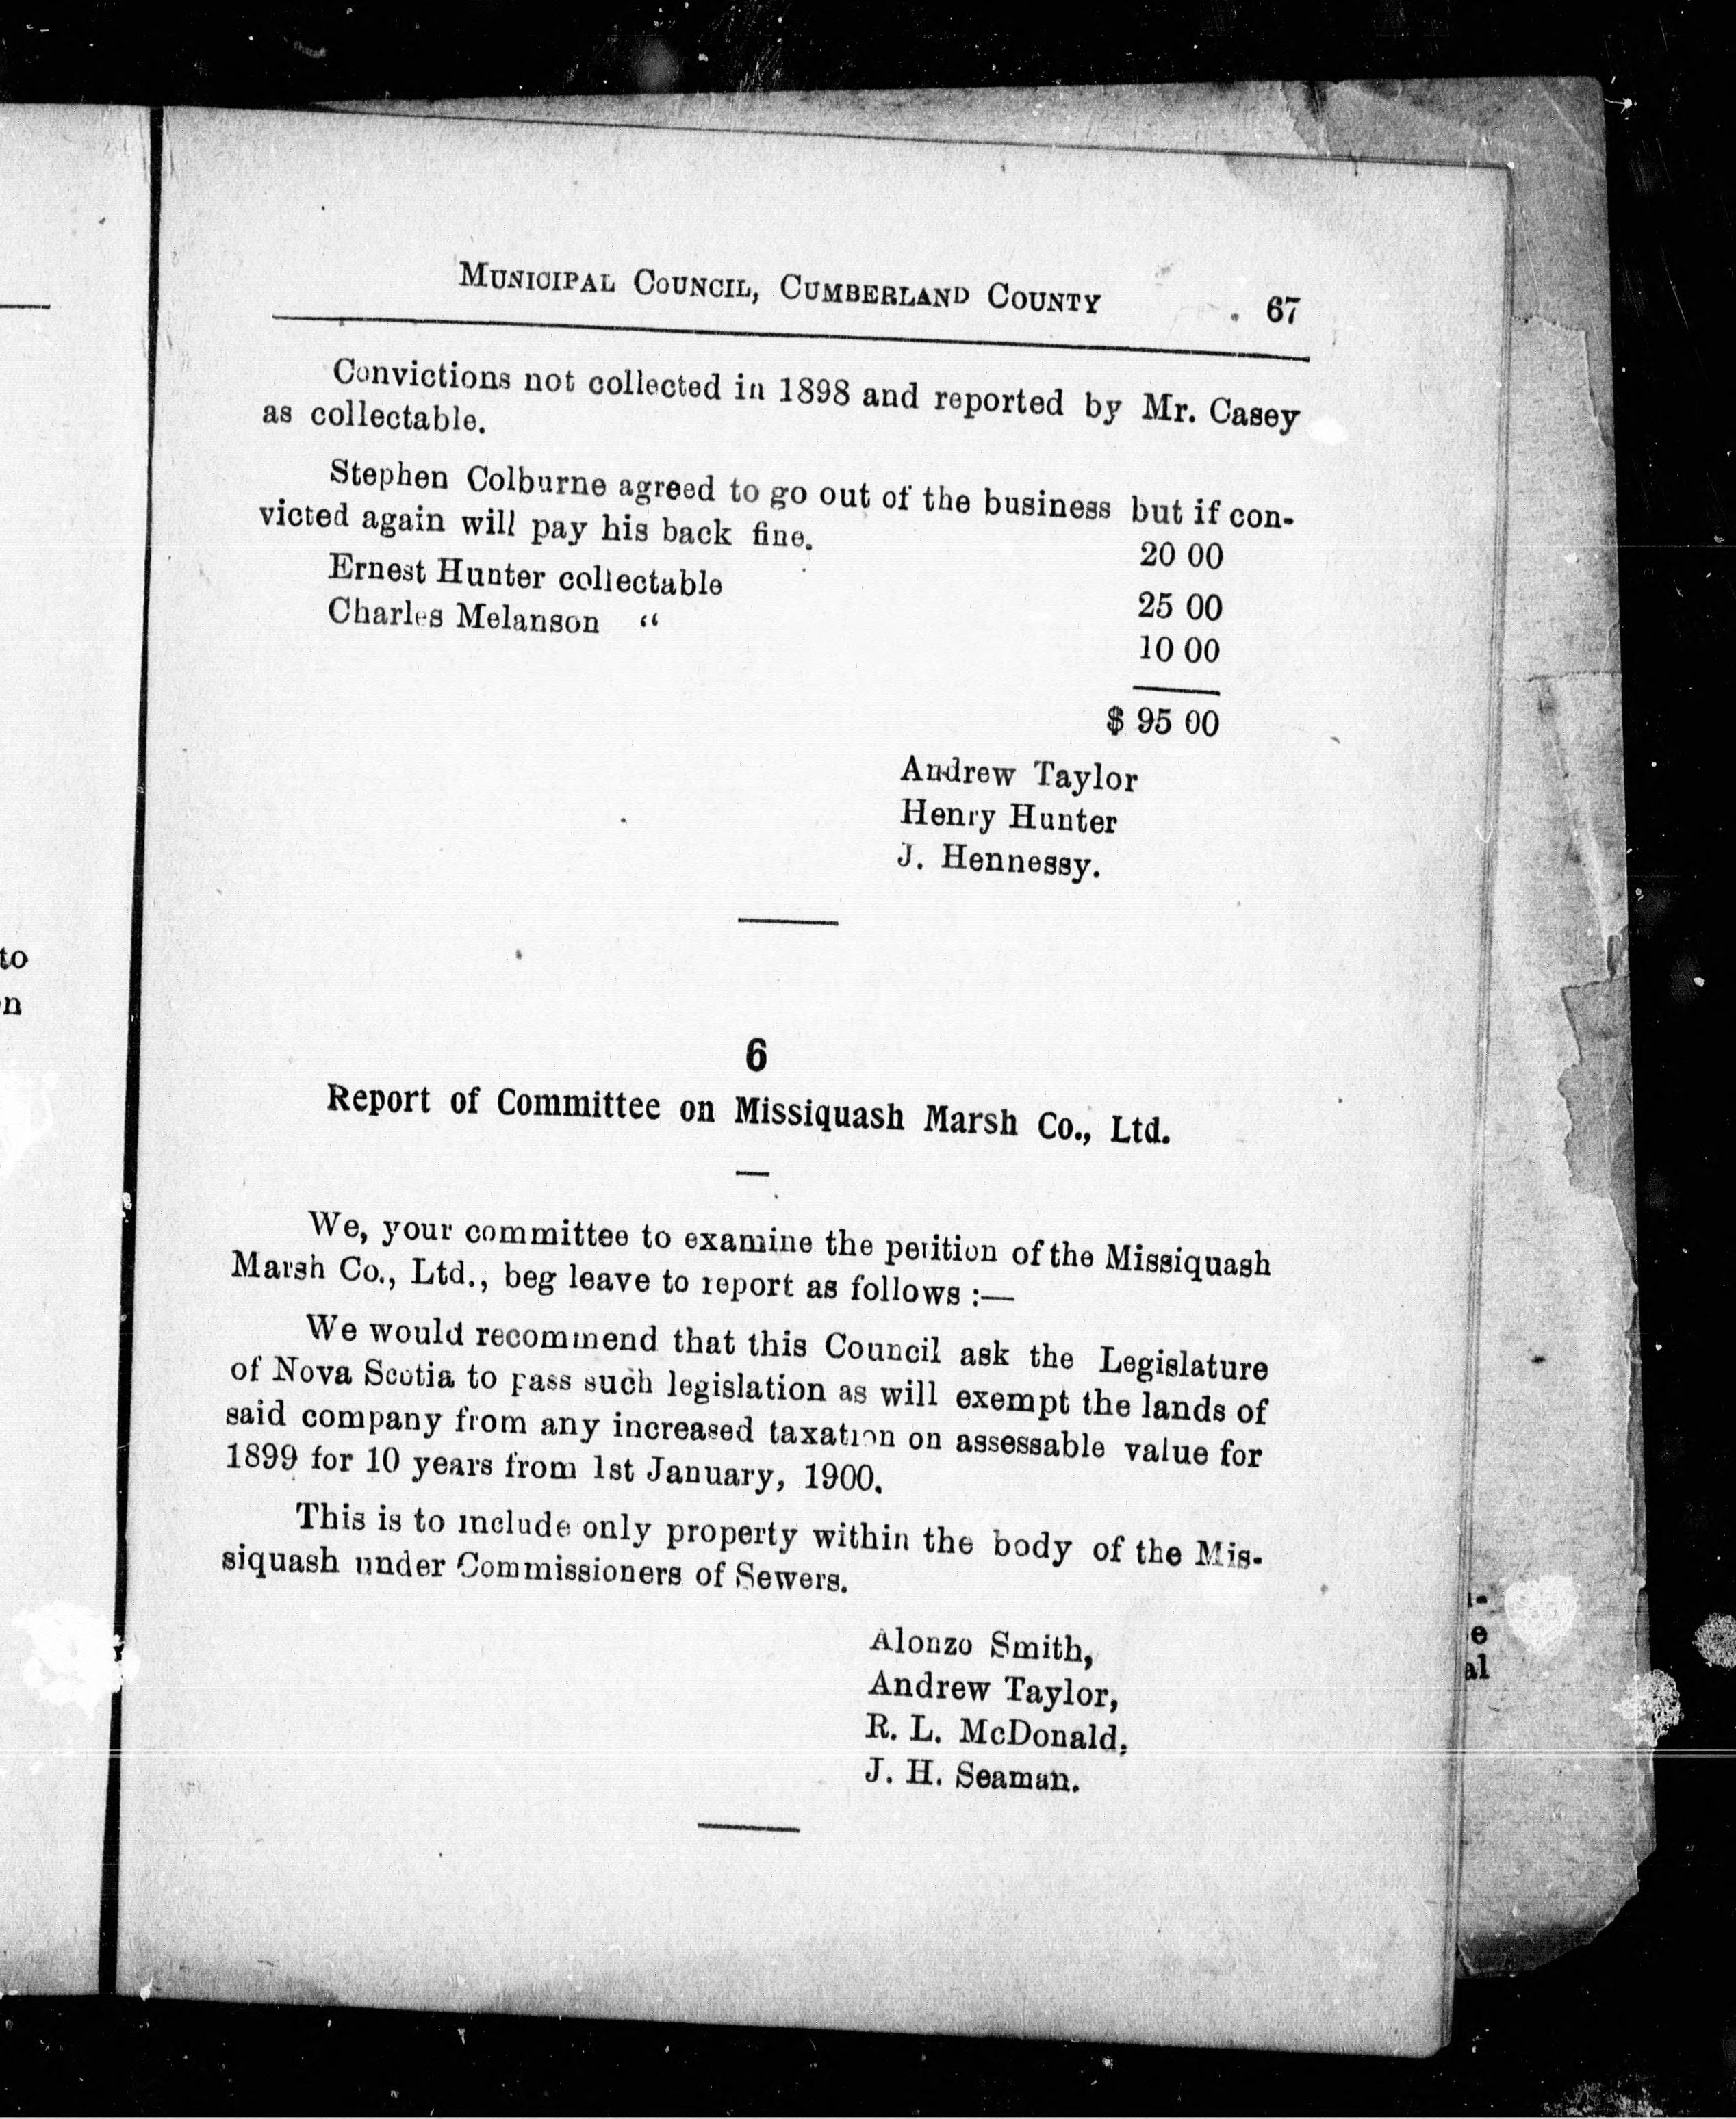 MUNICIPAL COUNCIL, CUMBERLAND COUNTY 67
Convictions not collected in 1898 and reported by Mr. Casey
as collectable.
Stephen Colburne agreed to go out of the business but if con-
victed again will pay his back fine. 20 00
Ernest Hunter collectable 25 00
Charles Melanson “ 10 00
$ 95 00
Andrew Taylor
Henry Hunter
J. Hennessy.
6
Report of Committee on Missiquash Marsh Co., Ltd.
We, your committee to examine the petition of the Missiquash
Marsh Co., Ltd., beg leave to report as follows :—
We would recommend that this Council ask the Legislature
of Nova Scotia to pass such legislation as will exempt the lands of
said company from any increased taxation on assessable value for
1899 for 10 years from 1st January, 1900.
This is to include only property within the body of the Mis-
siquash under Commissioners of Sewers.
Alonzo Smith,
Andrew Taylor,
R. L. McDonald,
J. H. Seaman.